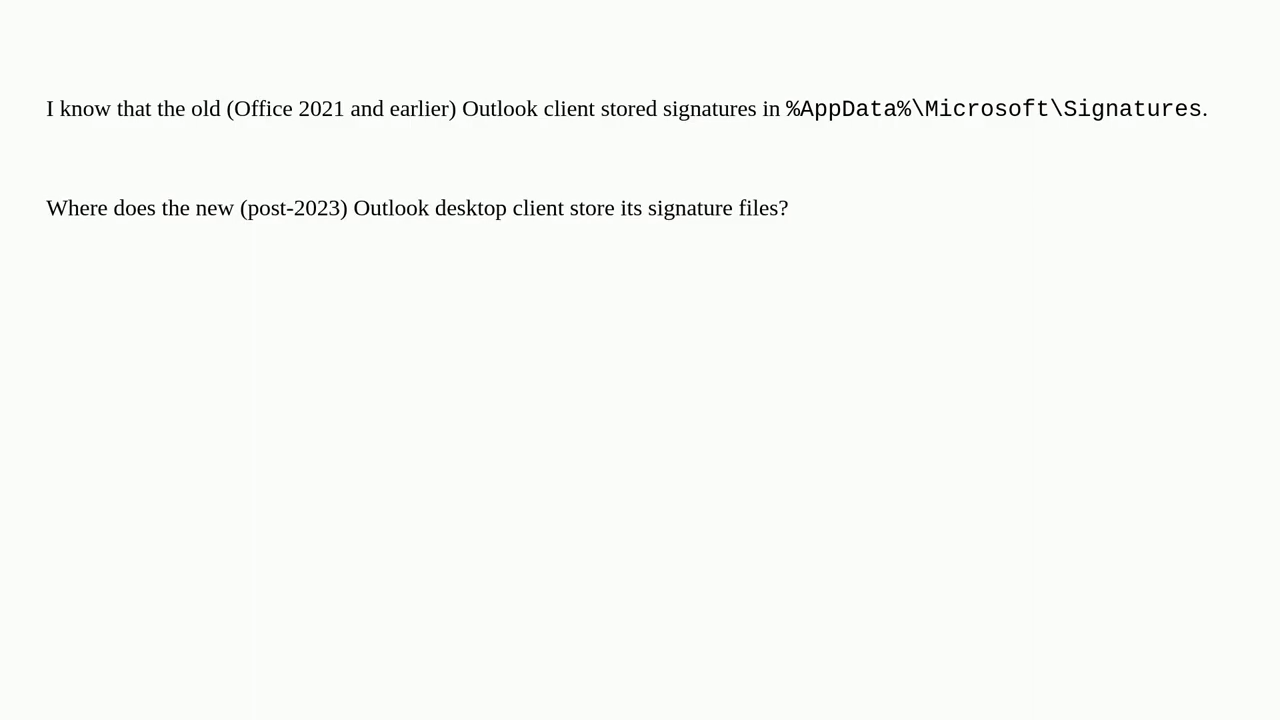 I know that the old (Office 2021 and earlier) Outlook client stored signatures in %AppData%\Microsoft\Signatures.
Where does the new (post-2023) Outlook desktop client store its signature files?